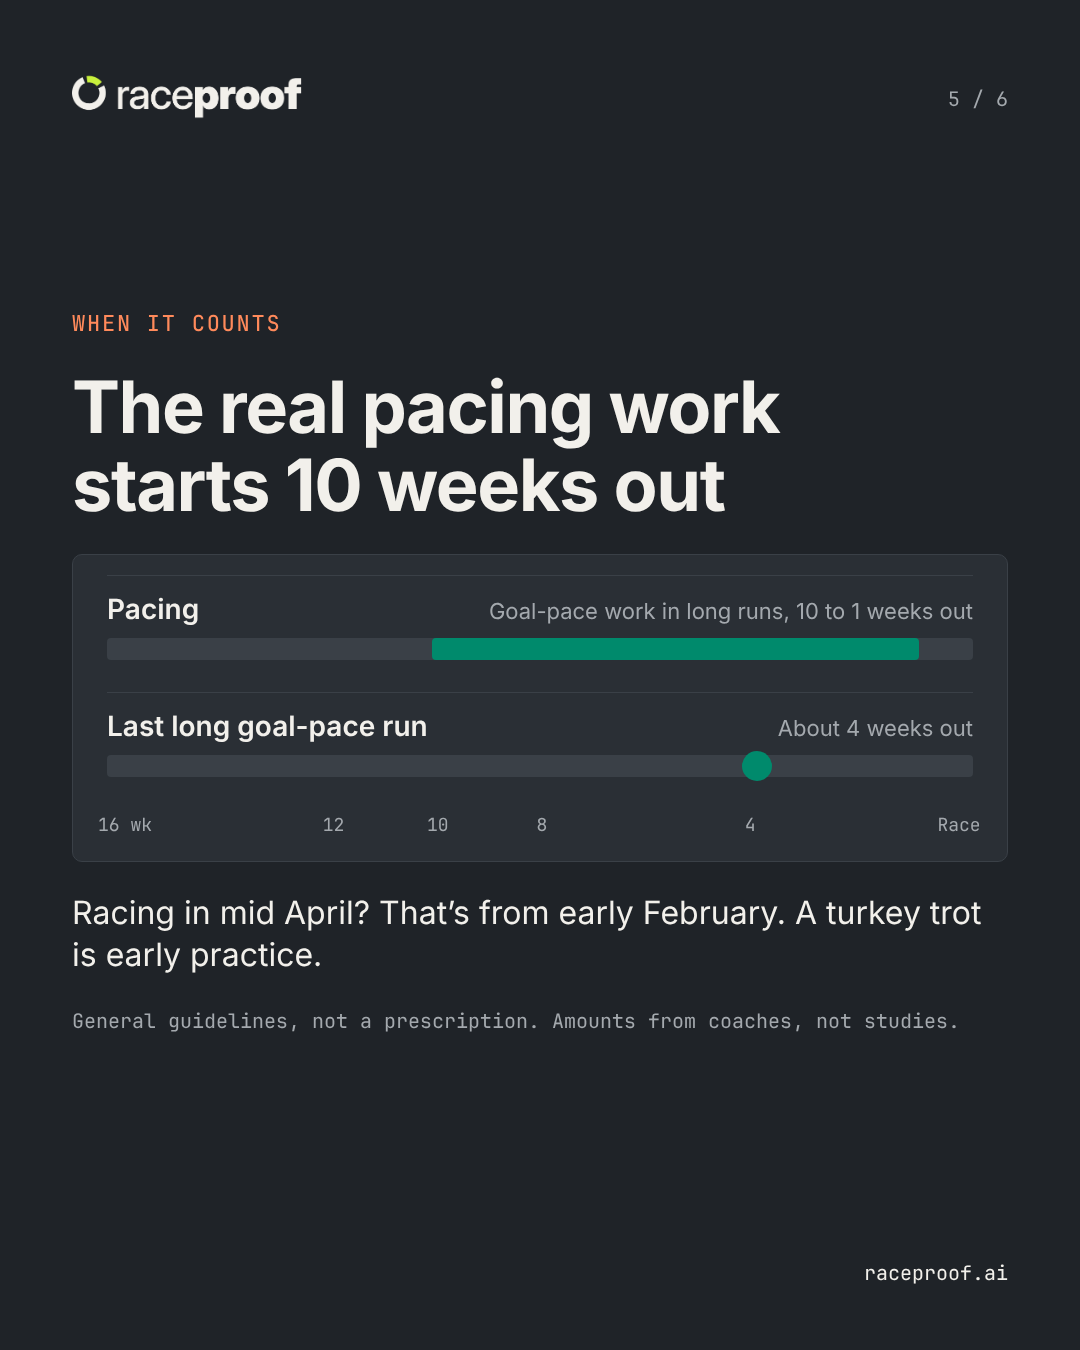 raceproof
5 / 6
WHEN IT COUNTS
The real pacing work
starts 10 weeks out
Pacing
Goal-pace work in long runs, 10 to 1 weeks out
Last long goal-pace run
About 4 weeks out
16 wk 12 10 8 4 Race
Racing in mid April? That’s from early February. A turkey trot
is early practice.
General guidelines, not a prescription. Amounts from coaches, not studies.
raceproof.ai